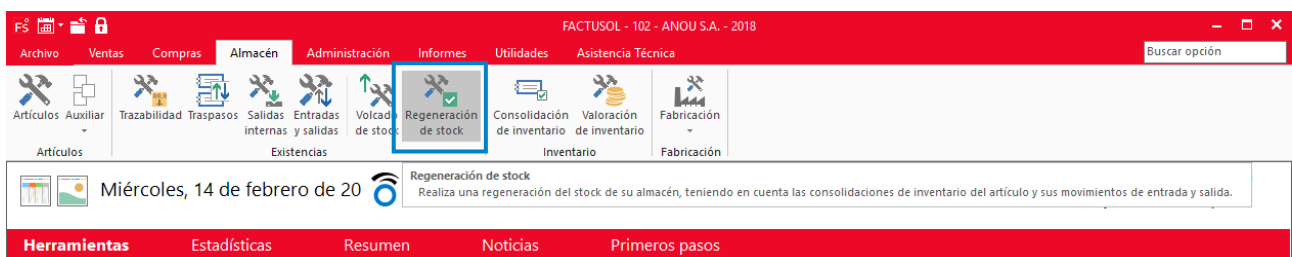 FS
FACTUSOL - 102 - ANOU S.A. - 2018
Archivo Ventas Compras Almacén Administración Informes Utilidades Asistencia Técnica Buscar opción
Artículos Auxiliar Trazabilidad Traspasos Salidas internas Entradas y salidas Volcado de stock Regeneración de stock Consolidación de inventario Valoración de inventario Fabricación
Artículos Existencias Inventario Fabricación
Miércoles, 14 de febrero de 20
Regeneración de stock
Realiza una regeneración del stock de su almacén, teniendo en cuenta las consolidaciones de inventario del artículo y sus movimientos de entrada y salida.
Herramientas Estadísticas Resumen Noticias Primeros pasos